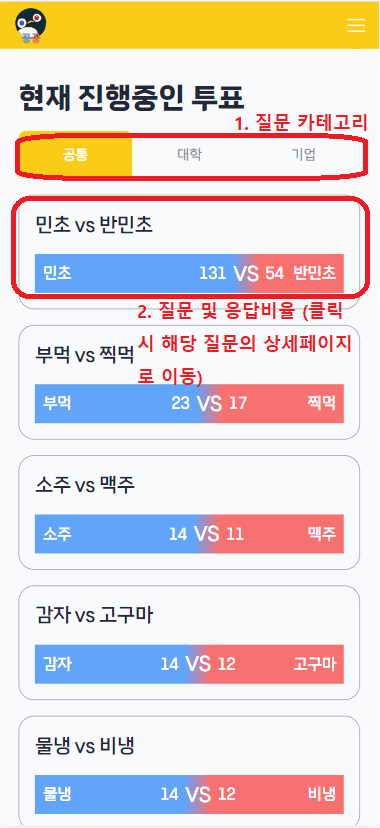 현재 진행중인 투표
1. 질문 카테고리
공통 대학 기업
민초 vs 반민초
민초 131 VS 54 반민초
2. 질문 및 응답비율 (클릭
시 해당 질문의 상세페이지
로 이동)
부먹 vs 찍먹
부먹 23 VS 17 찍먹
소주 vs 맥주
소주 14 VS 11 맥주
감자 vs 고구마
감자 14 VS 12 고구마
물냉 vs 비냉
물냉 14 VS 12 비냉